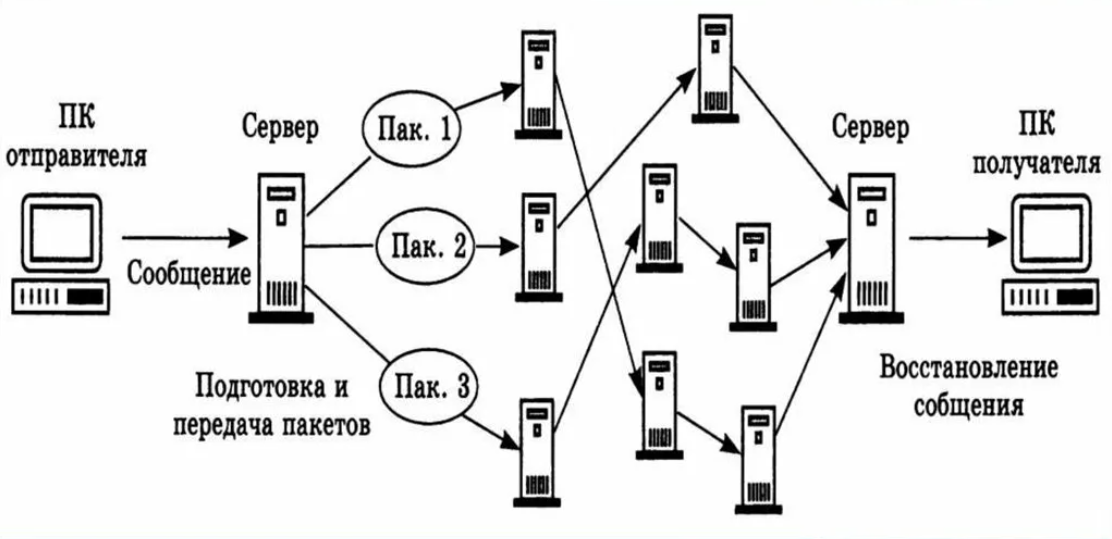 ПК
отправителя
Сообщение
Сервер
Подготовка и
передача пакетов
Пак. 1
Пак. 2
Пак. 3
Сервер
Восстановление
собщения
ПК
получателя